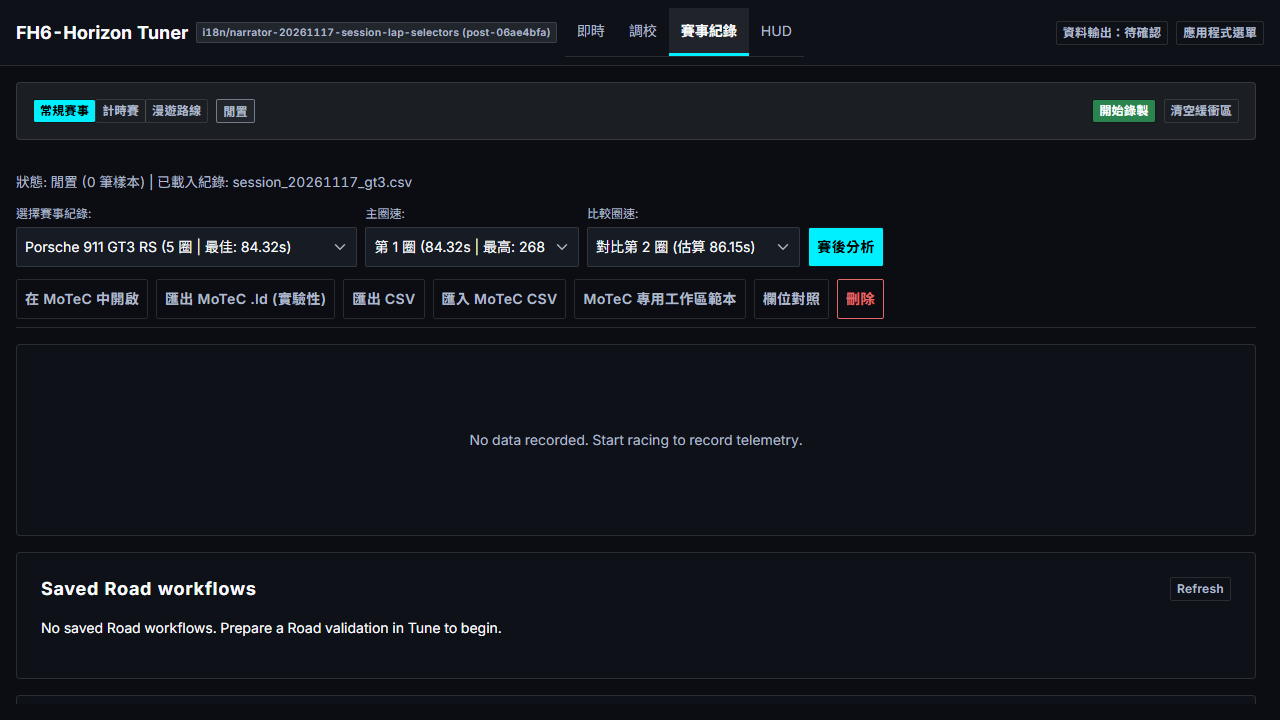 FH6-Horizon Tuner i18n/narrator-20261117-session-lap-selectors (post-06ae4bfa) 即時 調校 賽事紀錄 HUD 資料輸出：待確認 應用程式選單
常規賽事 計時賽 漫遊路線 閒置 開始錄製 清空緩衝區
狀態: 閒置 (0 筆樣本) | 已載入紀錄: session_20261117_gt3.csv
選擇賽事紀錄: 主圈速: 比較圈速:
Porsche 911 GT3 RS (5 圈 | 最佳: 84.32s) 第 1 圈 (84.32s | 最高: 268 對比第 2 圈 (估算 86.15s) 賽後分析
在 MoTeC 中開啟 匯出 MoTeC .ld (實驗性) 匯出 CSV 匯入 MoTeC CSV MoTeC 專用工作區範本 欄位對照 刪除
No data recorded. Start racing to record telemetry.
Saved Road workflows Refresh
No saved Road workflows. Prepare a Road validation in Tune to begin.